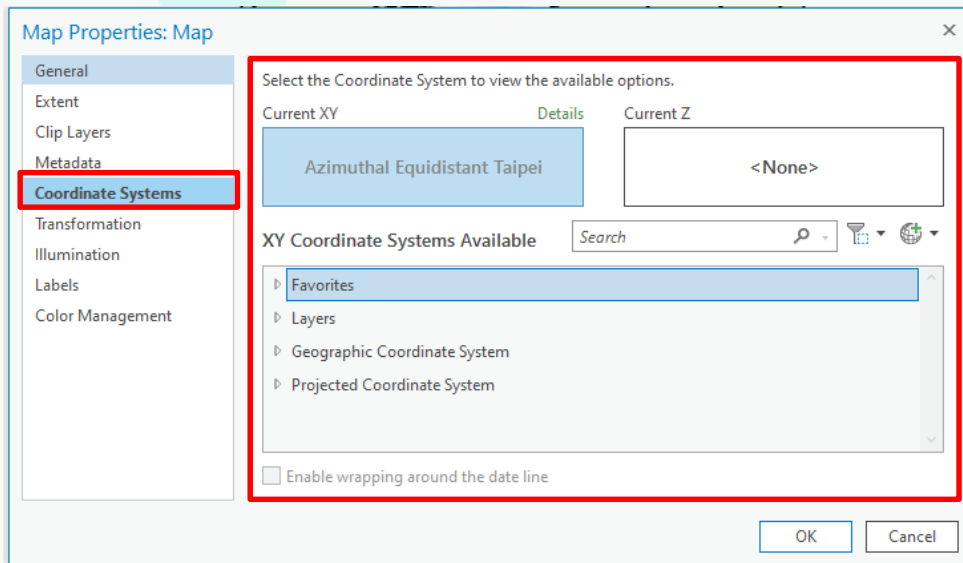 Map Properties: Map
General
Extent
Clip Layers
Metadata
Coordinate Systems
Transformation
Illumination
Labels
Color Management
Select the Coordinate System to view the available options.
Current XY Details Current Z
Azimuthal Equidistant Taipei <None>
XY Coordinate Systems Available Search
Favorites
Layers
Geographic Coordinate System
Projected Coordinate System
Enable wrapping around the date line
OK Cancel